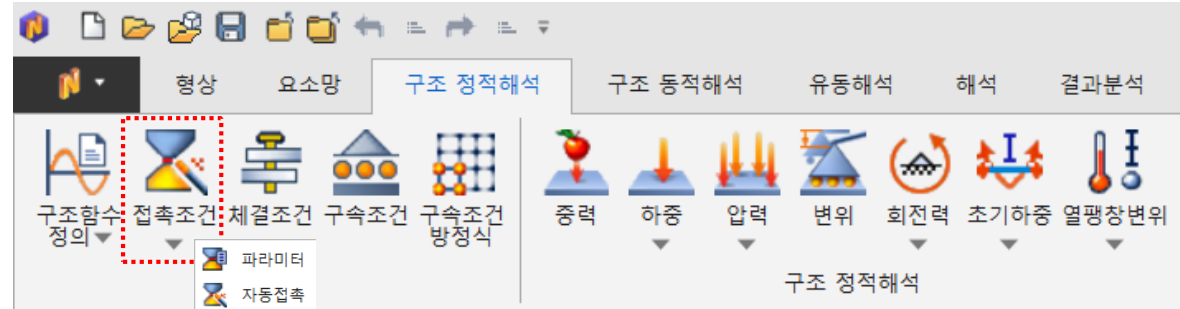 형상 요소망 구조 정적해석 구조 동적해석 유동해석 해석 결과분석
구조함수 접촉조건 체결조건 구속조건 구속조건 중력 하중 압력 변위 회전력 초기하중 열팽창변위
정의 방정식
파라미터
자동접촉
구조 정적해석